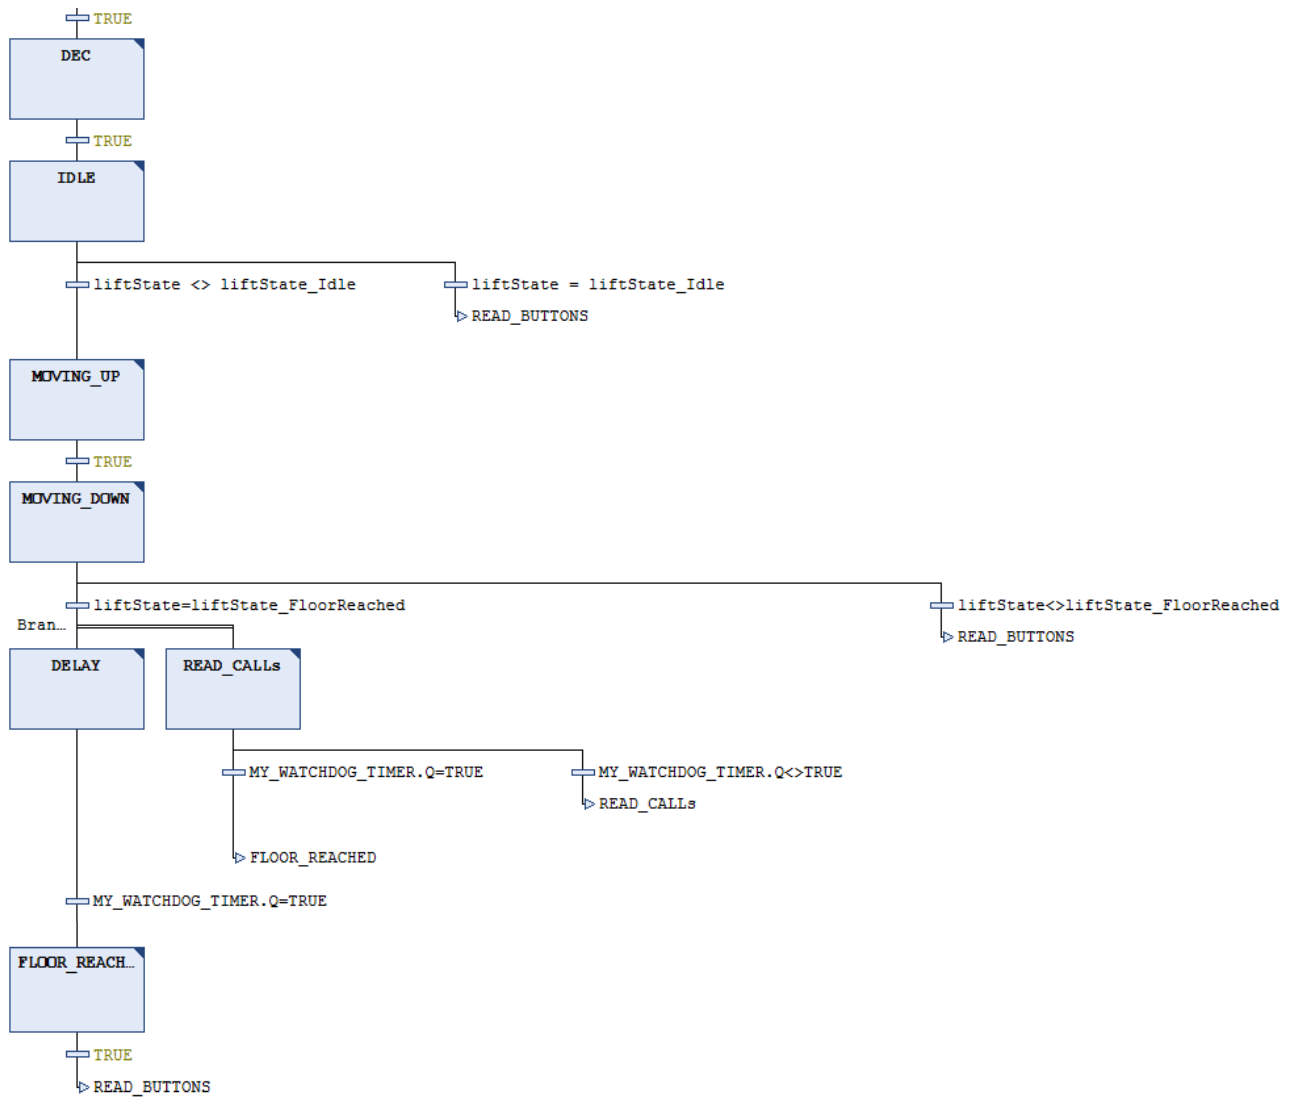 TRUE
DEC
TRUE
IDLE
liftState <> liftState_Idle
liftState = liftState_Idle
READ_BUTTONS
MOVING_UP
TRUE
MOVING_DOWN
liftState=liftState_FloorReached
liftState<>liftState_FloorReached
Bran...
READ_BUTTONS
DELAY
READ_CALLs
MY_WATCHDOG_TIMER.Q=TRUE
MY_WATCHDOG_TIMER.Q<>TRUE
READ_CALLs
FLOOR_REACHED
MY_WATCHDOG_TIMER.Q=TRUE
FLOOR_REACH...
TRUE
READ_BUTTONS